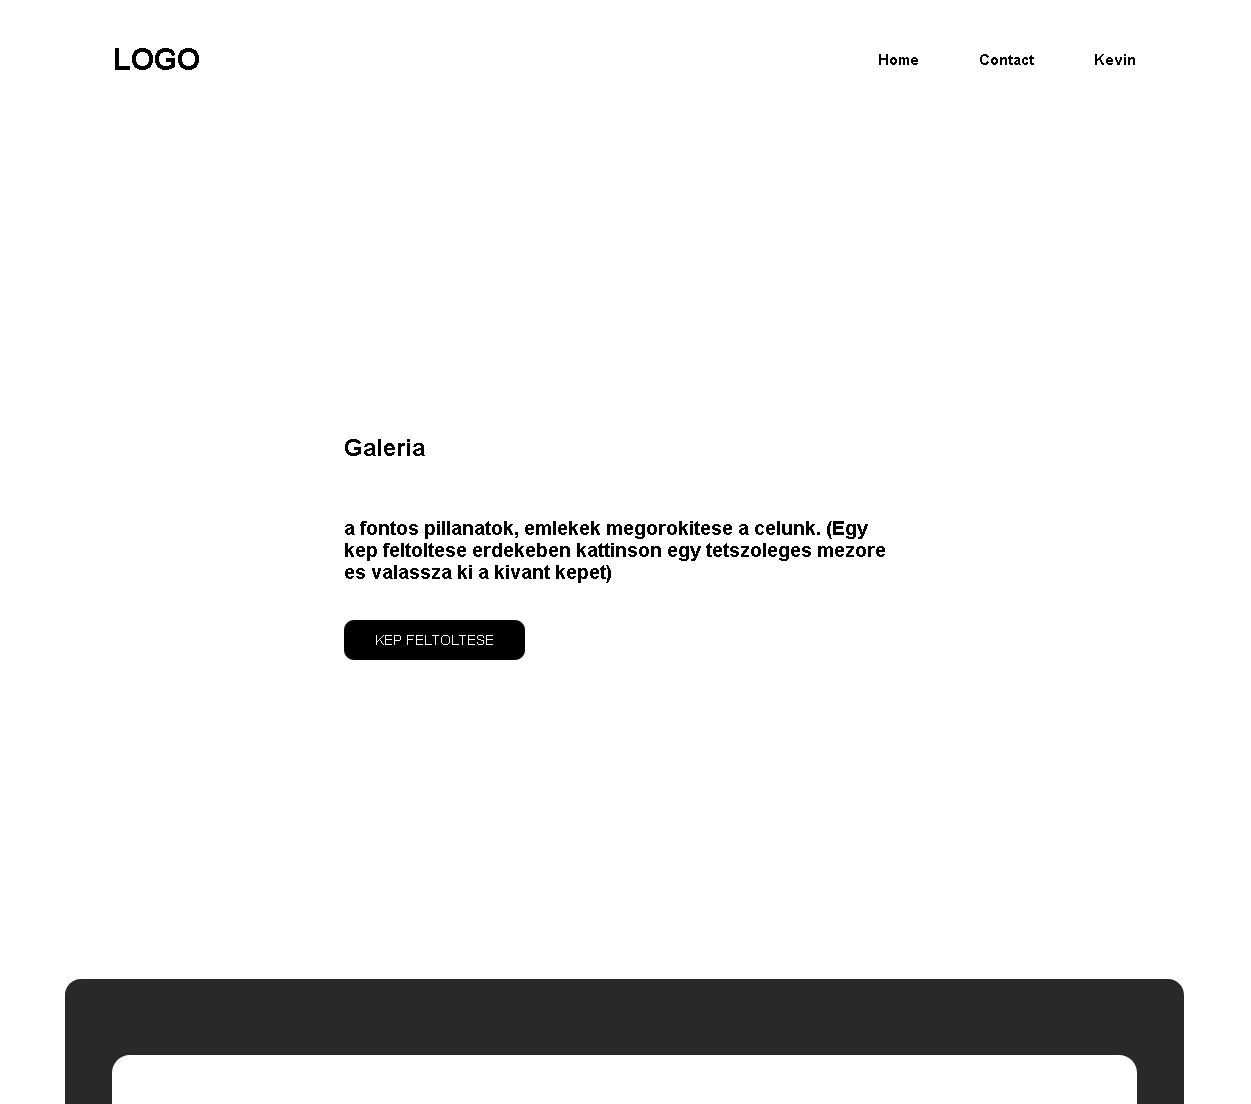 LOGO
Home Contact Kevin
Galeria
a fontos pillanatok, emlekek megorokitese a celunk. (Egy
kep feltoltese erdekeben kattinson egy tetszoleges mezore
es valassza ki a kivant kepet)
KEP FELTOLTESE